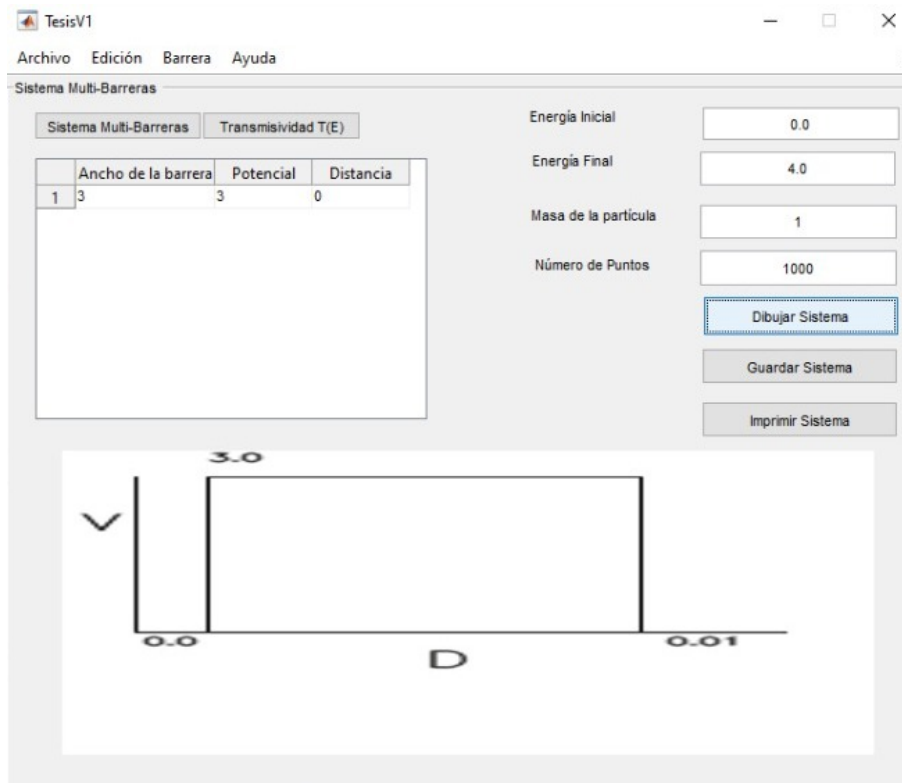 TesisV1
Archivo Edición Barrera Ayuda
Sistema Multi-Barreras
Sistema Multi-Barreras Transmisividad T(E)
Ancho de la barrera Potencial Distancia
1 3 3 0
Energía Inicial 0.0
Energía Final 4.0
Masa de la partícula 1
Número de Puntos 1000
Dibujar Sistema
Guardar Sistema
Imprimir Sistema
3.0
V
0.0 0.01
D